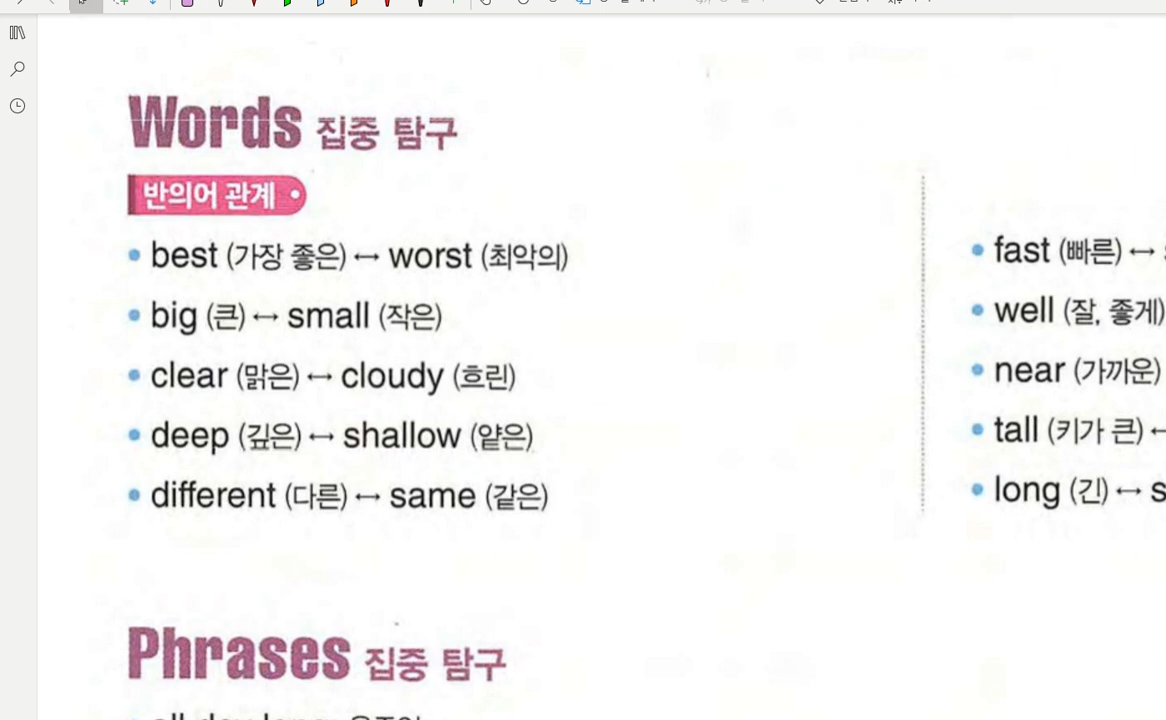 Words 집중 탐구
반의어 관계
best (가장 좋은) ↔ worst (최악의)
big (큰) ↔ small (작은)
clear (맑은) ↔ cloudy (흐린)
deep (깊은) ↔ shallow (얕은)
different (다른) ↔ same (같은)
fast (빠른) ↔
well (잘, 좋게)
near (가까운)
tall (키가 큰) ←
long (긴) ↔ s
Phrases 집중 탐구